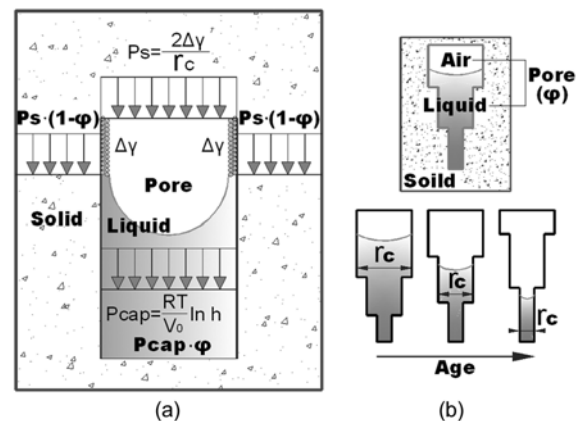 Ps=2Δγ/rc
Ps·(1-φ) Ps·(1-φ)
Δγ Δγ
Pore
Solid
Liquid
Pcap=RT/V0 ln h
Pcap·φ
(a)
Air
Pore
(φ)
Liquid
Soild
rc rc rc
Age
(b)